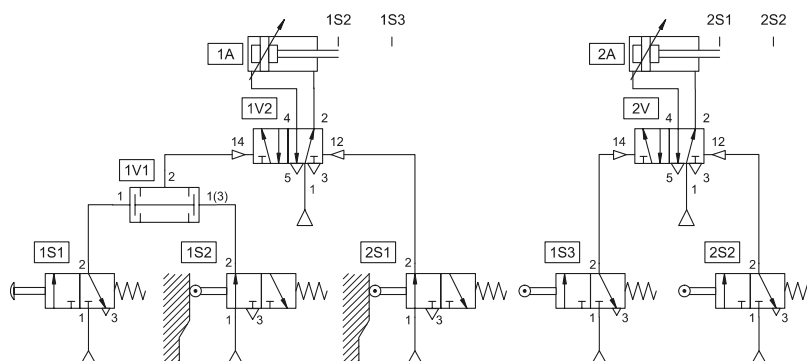 1S2 1S3 2S1 2S2
1A 2A
1V2 4 2 2V 4 2
14 12 14 12
1V1 2 5 3 5 3
1 1(3) 1 1
1S1 2 1S2 2 2S1 2 1S3 2 2S2 2
1 3 1 3 1 3 1 3 1 3